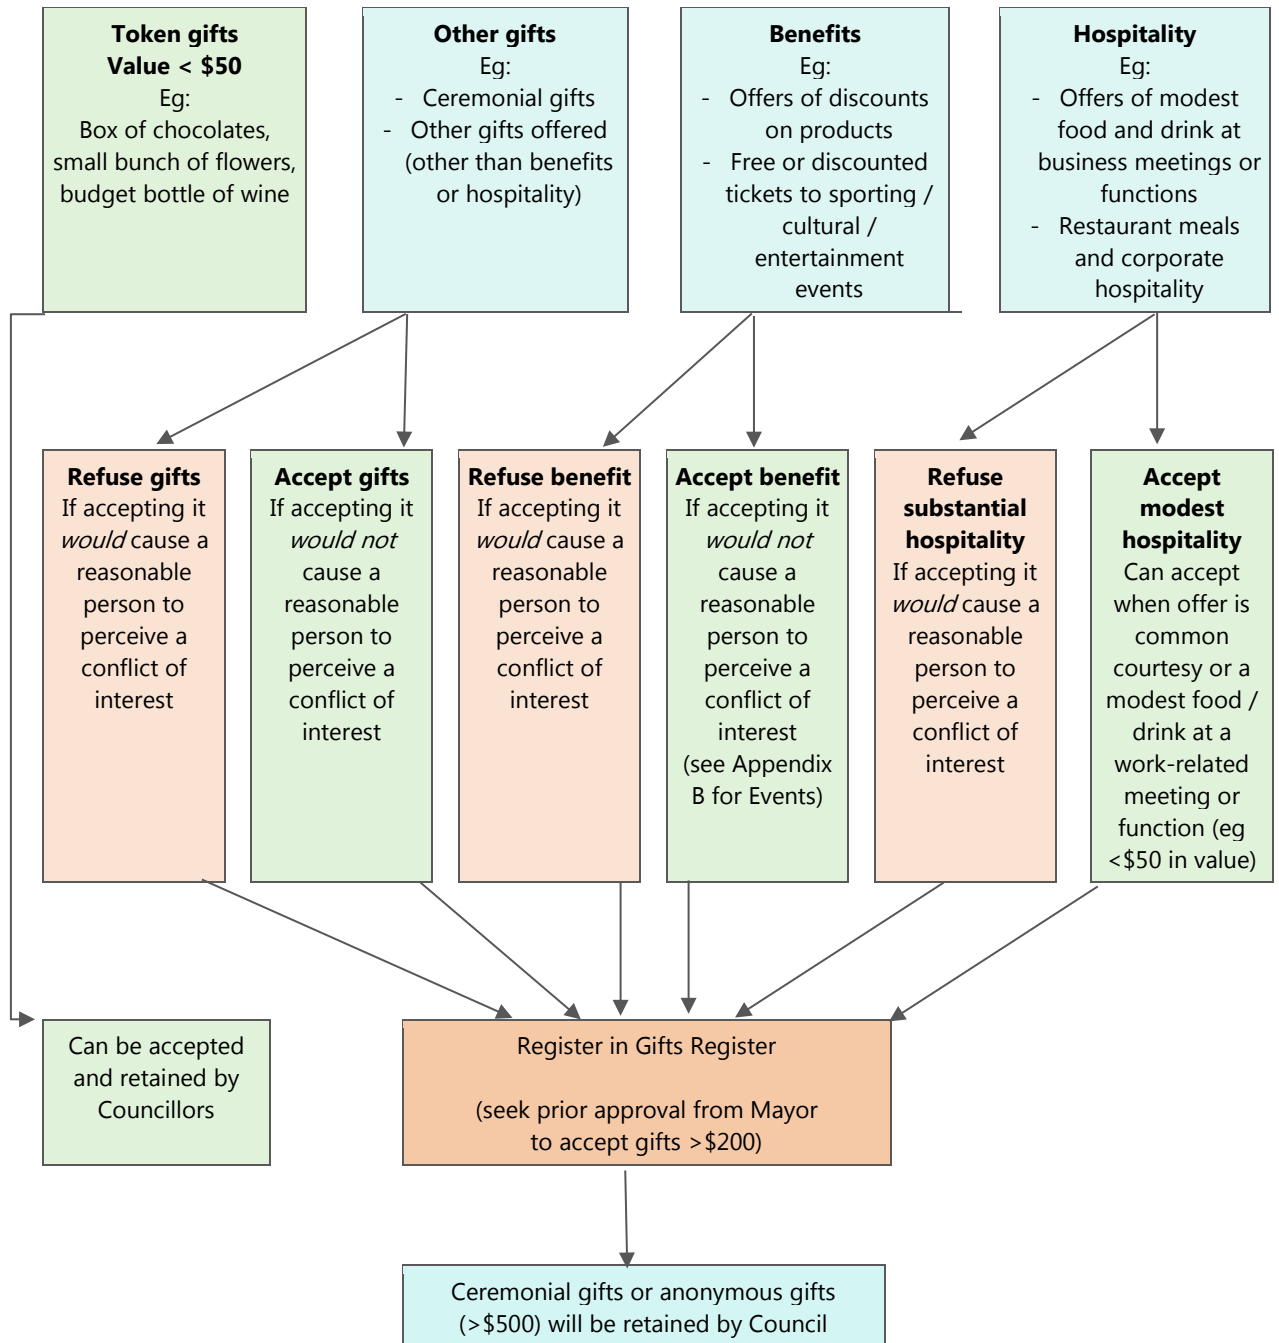 Token gifts
Value < $50
Eg:
Box of chocolates,
small bunch of flowers,
budget bottle of wine
Other gifts
Eg:
- Ceremonial gifts
- Other gifts offered
(other than benefits
or hospitality)
Benefits
Eg:
- Offers of discounts
on products
- Free or discounted
tickets to sporting /
cultural /
entertainment
events
Hospitality
Eg:
- Offers of modest
food and drink at
business meetings or
functions
- Restaurant meals
and corporate
hospitality
Refuse gifts
If accepting it
would cause a
reasonable
person to
perceive a
conflict of
interest
Accept gifts
If accepting it
would not
cause a
reasonable
person to
perceive a
conflict of
interest
Refuse benefit
If accepting it
would cause a
reasonable
person to
perceive a
conflict of
interest
Accept benefit
If accepting it
would not
cause a
reasonable
person to
perceive a
conflict of
interest
(see Appendix
B for Events)
Refuse
substantial
hospitality
If accepting it
would cause a
reasonable
person to
perceive a
conflict of
interest
Accept
modest
hospitality
Can accept
when offer is
common
courtesy or a
modest food /
drink at a
work-related
meeting or
function (eg
<$50 in value)
Can be accepted
and retained by
Councillors
Register in Gifts Register
(seek prior approval from Mayor
to accept gifts >$200)
Ceremonial gifts or anonymous gifts
(>$500) will be retained by Council